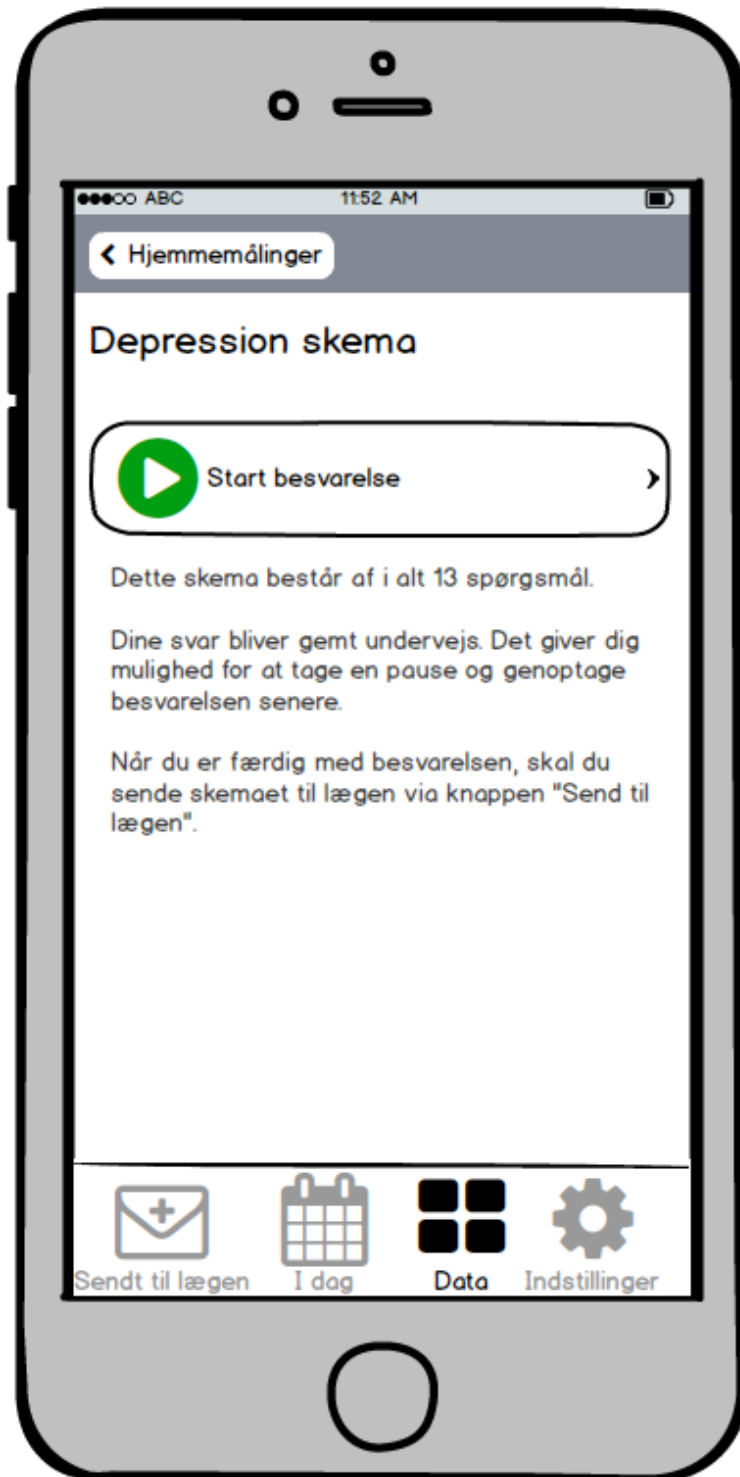 ABC 11:52 AM
Hjemmemålinger
Depression skema
Start besvarelse
Dette skema består af i alt 13 spørgsmål.
Dine svar bliver gemt undervejs. Det giver dig
mulighed for at tage en pause og genoptage
besvarelsen senere.
Når du er færdig med besvarelsen, skal du
sende skemaet til lægen via knappen "Send til
lægen".
Sendt til lægen I dag Data Indstillinger